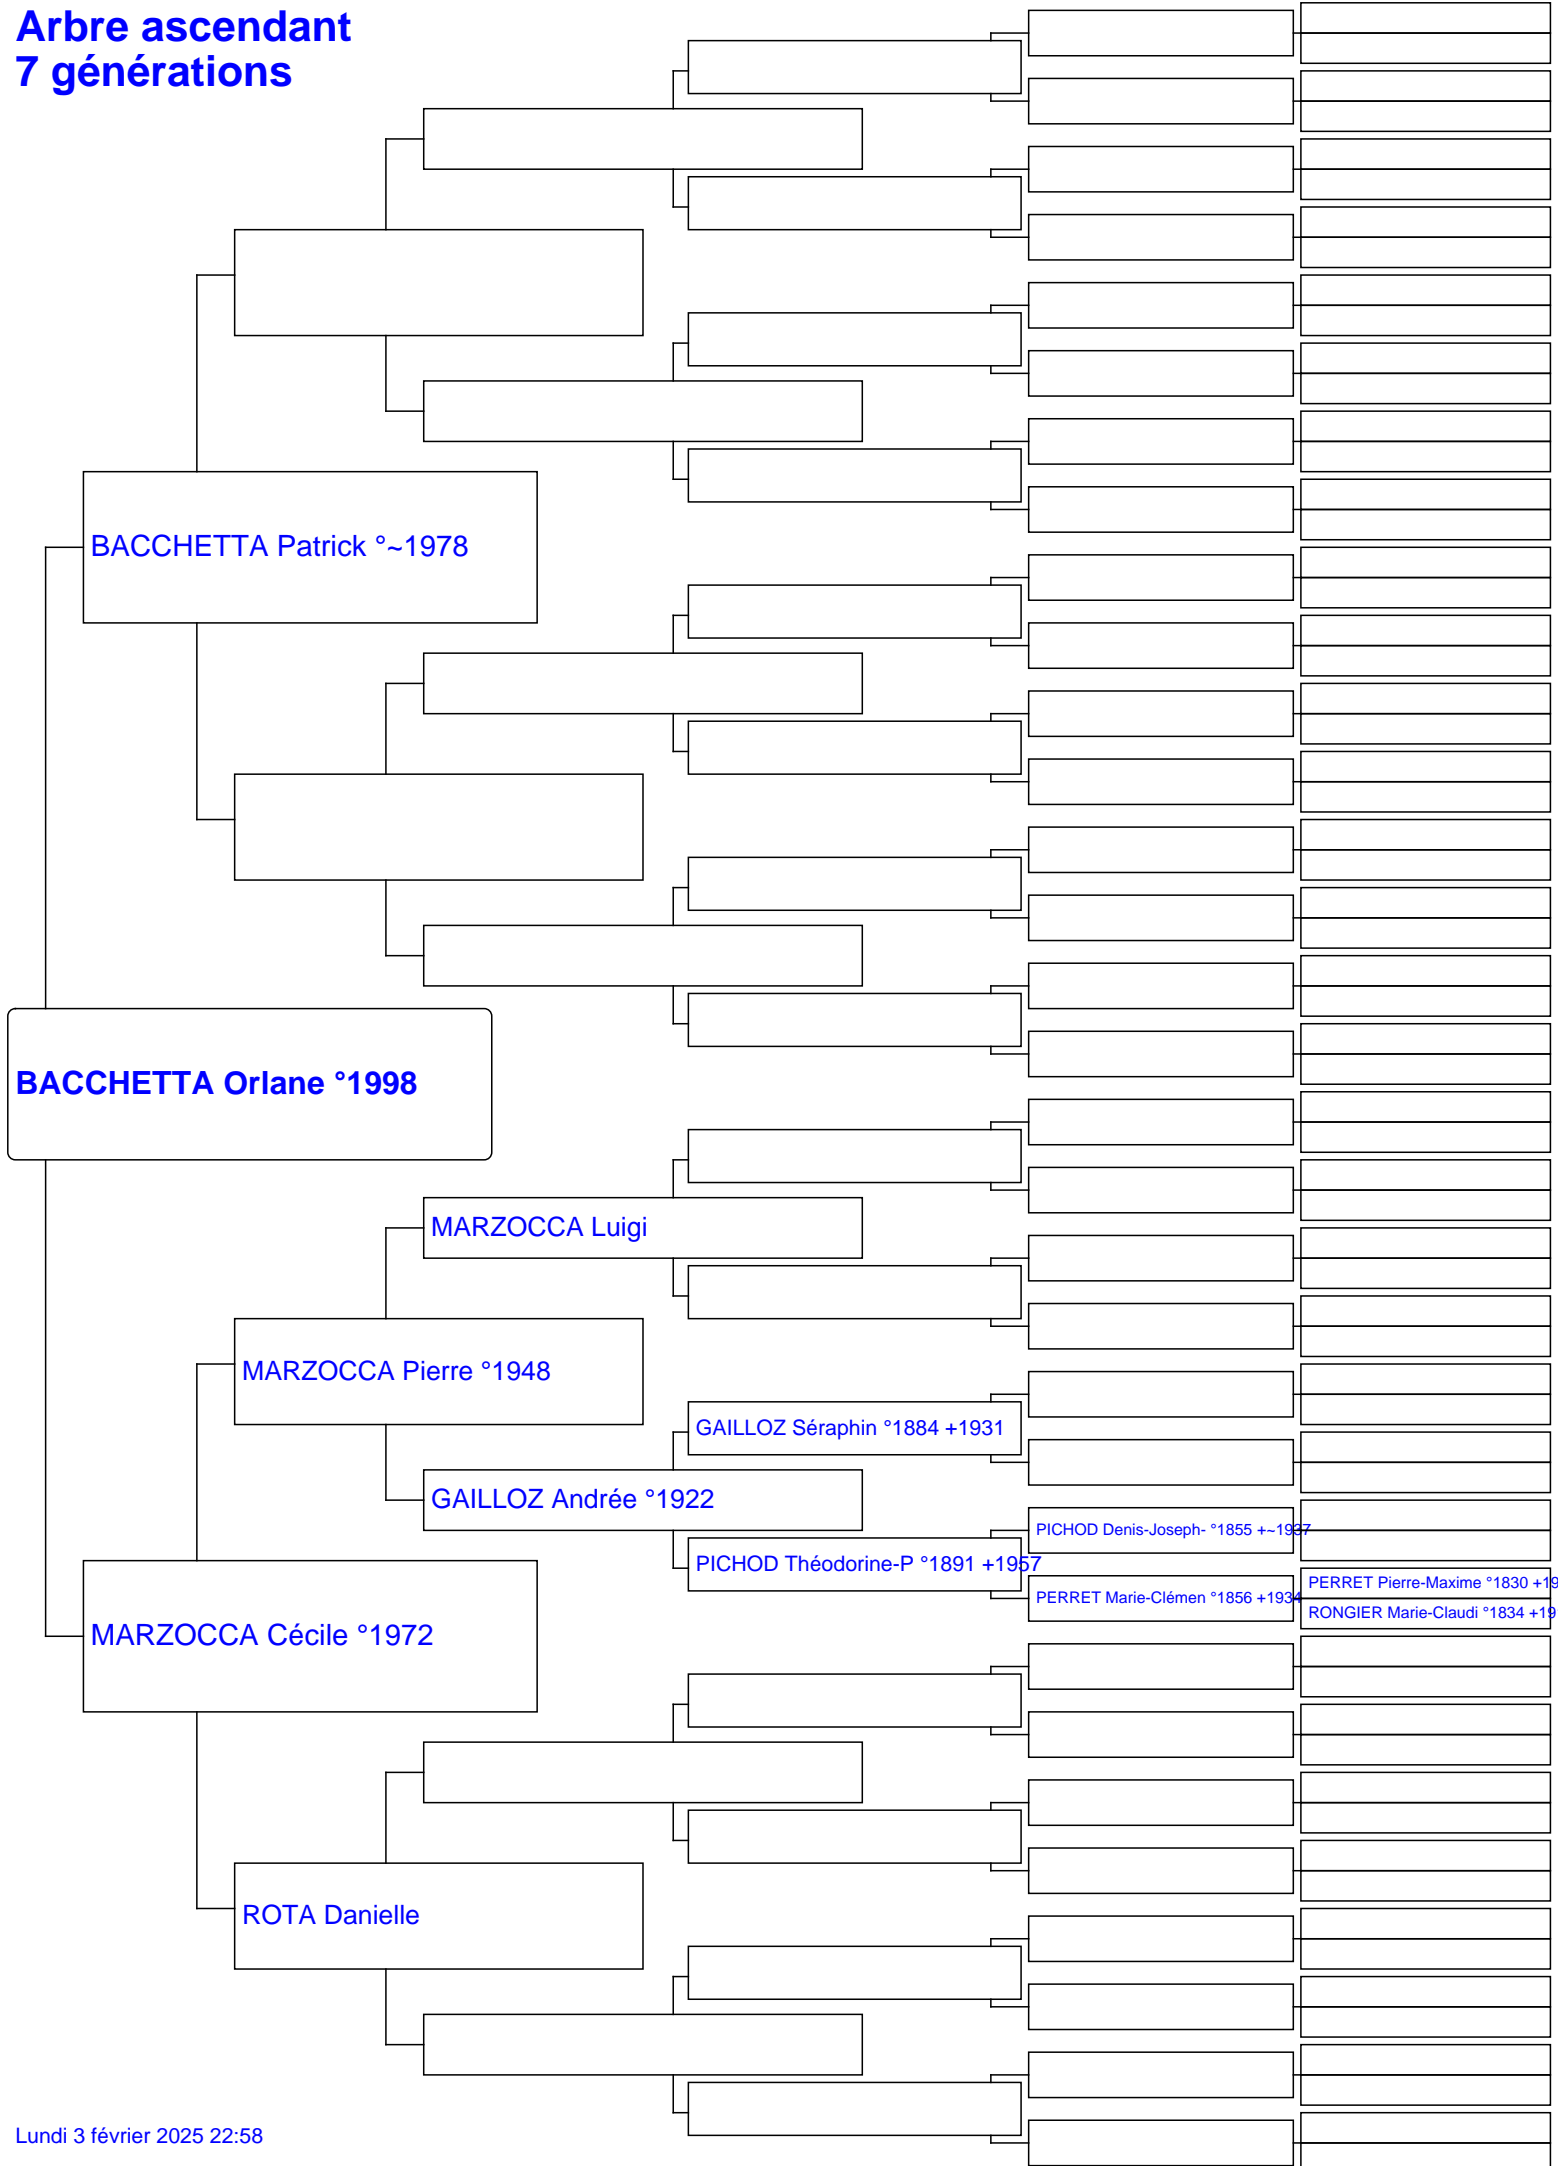 Arbre ascendant
7 générations
BACCHETTA Patrick °~1978
BACCHETTA Orlane °1998
MARZOCCA Luigi
MARZOCCA Pierre °1948
GAILLOZ Séraphin °1884 +1931
GAILLOZ Andrée °1922
PICHOD Denis-Joseph- °1855 +~1937
PICHOD Théodorine-P °1891 +1957
PERRET Marie-Clémen °1856 +1934
PERRET Pierre-Maxime °1830 +19
RONGIER Marie-Claudi °1834 +19
MARZOCCA Cécile °1972
ROTA Danielle
Lundi 3 février 2025 22:58